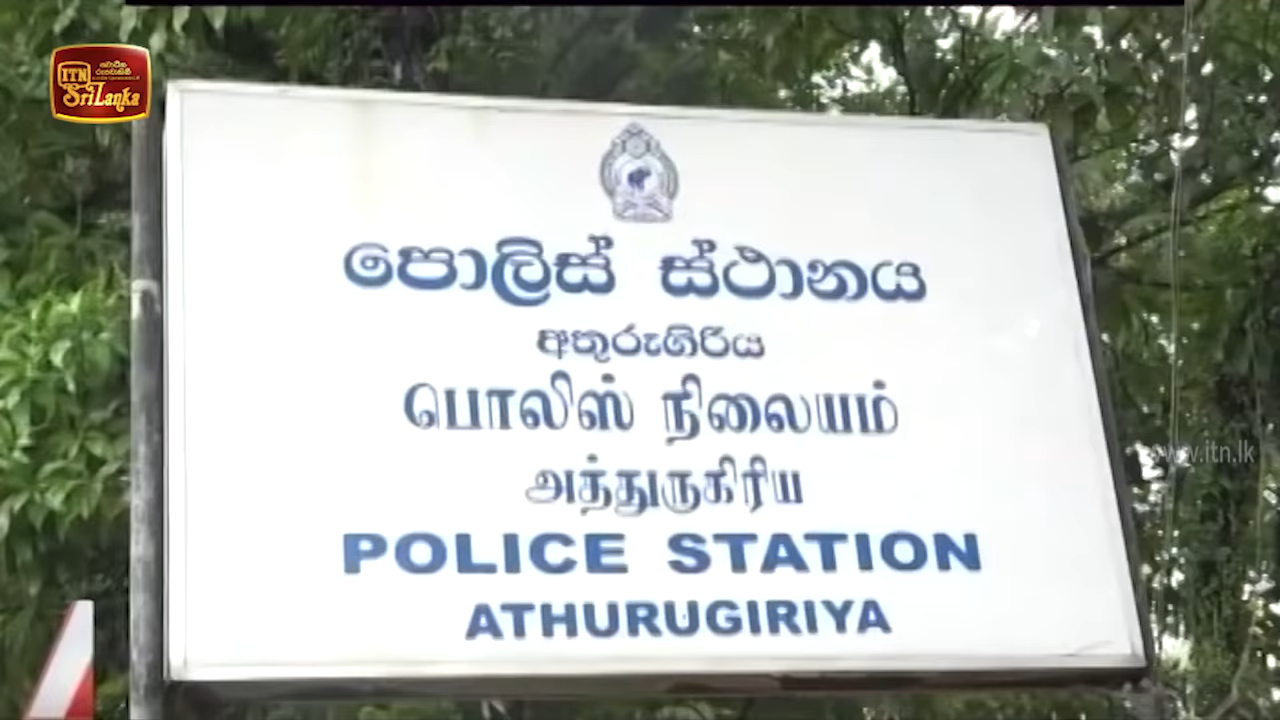 ITN
Sri Lanka
පොලිස් ස්ථානය
අතුරුගිරිය
பொலிஸ் நிலையம்
அத்துருகிரிய
POLICE STATION
ATHURUGIRIYA
www.itn.lk